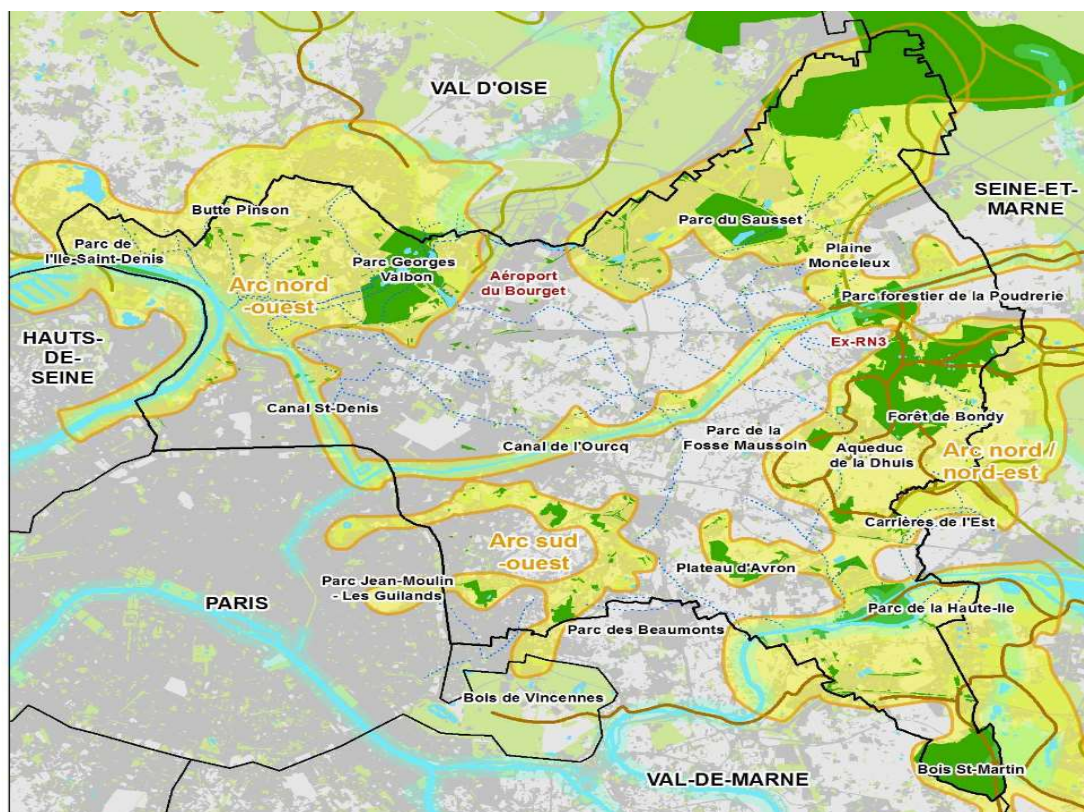 VAL D'OISE
SEINE-ET-
MARNE
Butte Pinson
Parc du Sausset
Parc de
l'Ile-Saint-Denis
Plaine
Monceleux
Parc Georges
Valbon
Aéroport
du Bourget
Arc nord
-ouest
Parc forestier de la Poudrerie
HAUTS-
DE-
SEINE
Ex-RN3
Canal St-Denis
Forêt de Bondy
Canal de l'Ourcq
Parc de la
Fosse Maussoin
Aqueduc
de la Dhuis
Arc nord /
nord-est
Carrières de l'Est
Arc sud
-ouest
Plateau d'Avron
Parc Jean-Moulin
- Les Guilands
PARIS
Parc de la Haute-Ile
Parc des Beaumonts
Bois de Vincennes
Bois St-Martin
VAL-DE-MARNE